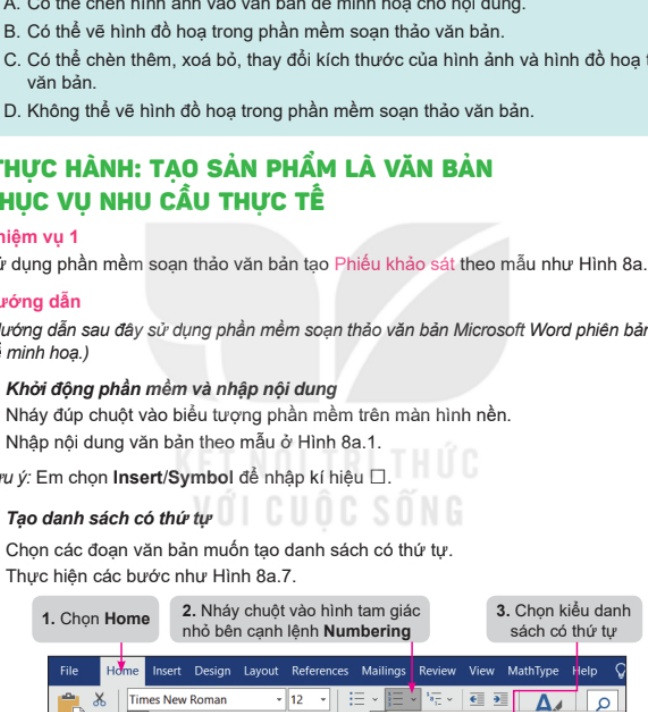 A. Có thể chèn hình ảnh vào văn bản để minh hoạ cho nội dung.
B. Có thể vẽ hình đồ hoạ trong phần mềm soạn thảo văn bản.
C. Có thể chèn thêm, xoá bỏ, thay đổi kích thước của hình ảnh và hình đồ hoạ
văn bản.
D. Không thể vẽ hình đồ hoạ trong phần mềm soạn thảo văn bản.
THỰC HÀNH: TẠO SẢN PHẨM LÀ VĂN BẢN
HỤC VỤ NHU CẦU THỰC TẾ
hiệm vụ 1
ử dụng phần mềm soạn thảo văn bản tạo Phiếu khảo sát theo mẫu như Hình 8a.
ướng dẫn
ướng dẫn sau đây sử dụng phần mềm soạn thảo văn bản Microsoft Word phiên bản
minh hoạ.)
Khởi động phần mềm và nhập nội dung
Nháy đúp chuột vào biểu tượng phần mềm trên màn hình nền.
Nhập nội dung văn bản theo mẫu ở Hình 8a.1.
ưu ý: Em chọn Insert/Symbol để nhập kí hiệu ☐.
KẾT NỐI TRI THỨC
VỚI CUỘC SỐNG
Tạo danh sách có thứ tự
Chọn các đoạn văn bản muốn tạo danh sách có thứ tự.
Thực hiện các bước như Hình 8a.7.
1. Chọn Home
2. Nháy chuột vào hình tam giác
nhỏ bên cạnh lệnh Numbering
3. Chọn kiểu danh
sách có thứ tự
File Home Insert Design Layout References Mailings Review View MathType Help
Times New Roman 12